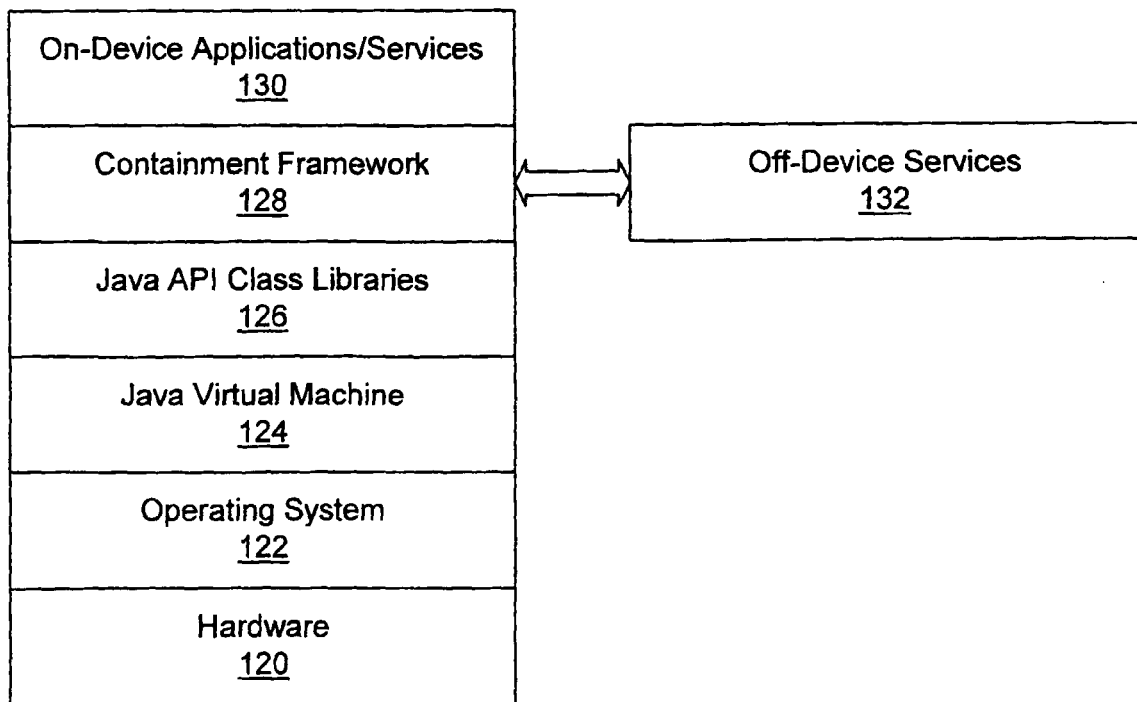 On-Device Applications/Services
130
Containment Framework
128
Off-Device Services
132
Java API Class Libraries
126
Java Virtual Machine
124
Operating System
122
Hardware
120